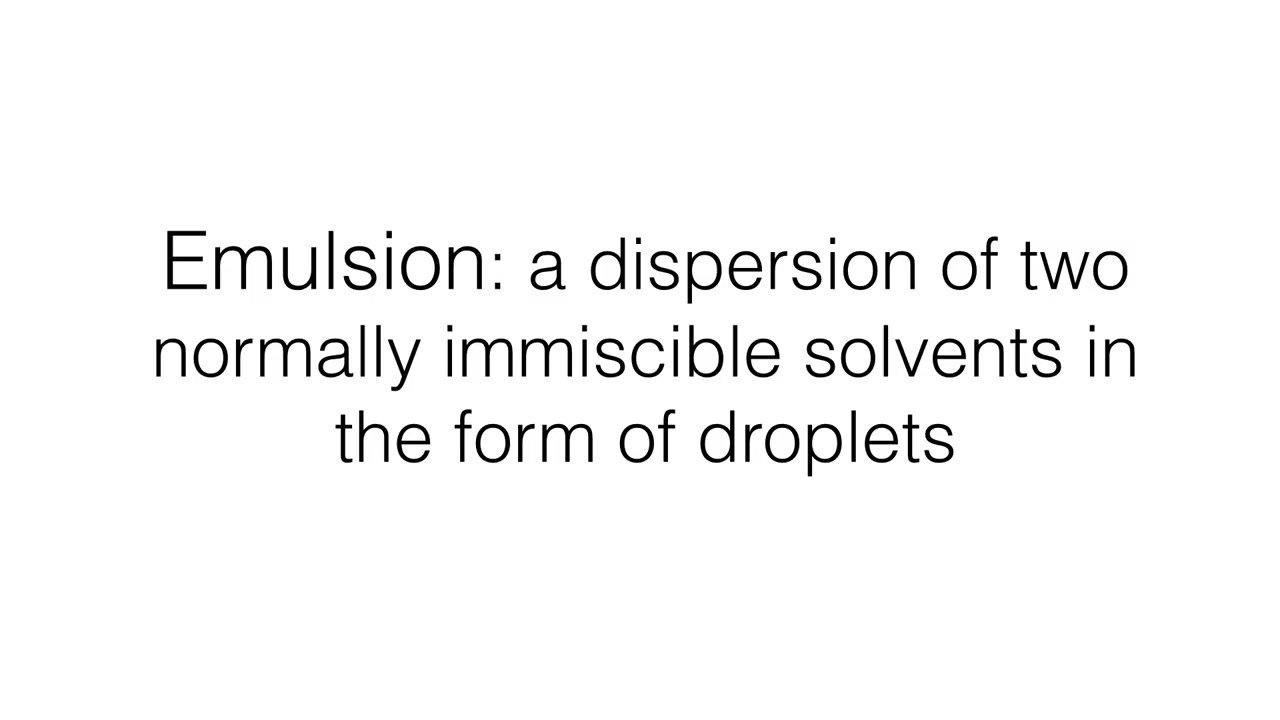 Emulsion: a dispersion of two
normally immiscible solvents in
the form of droplets